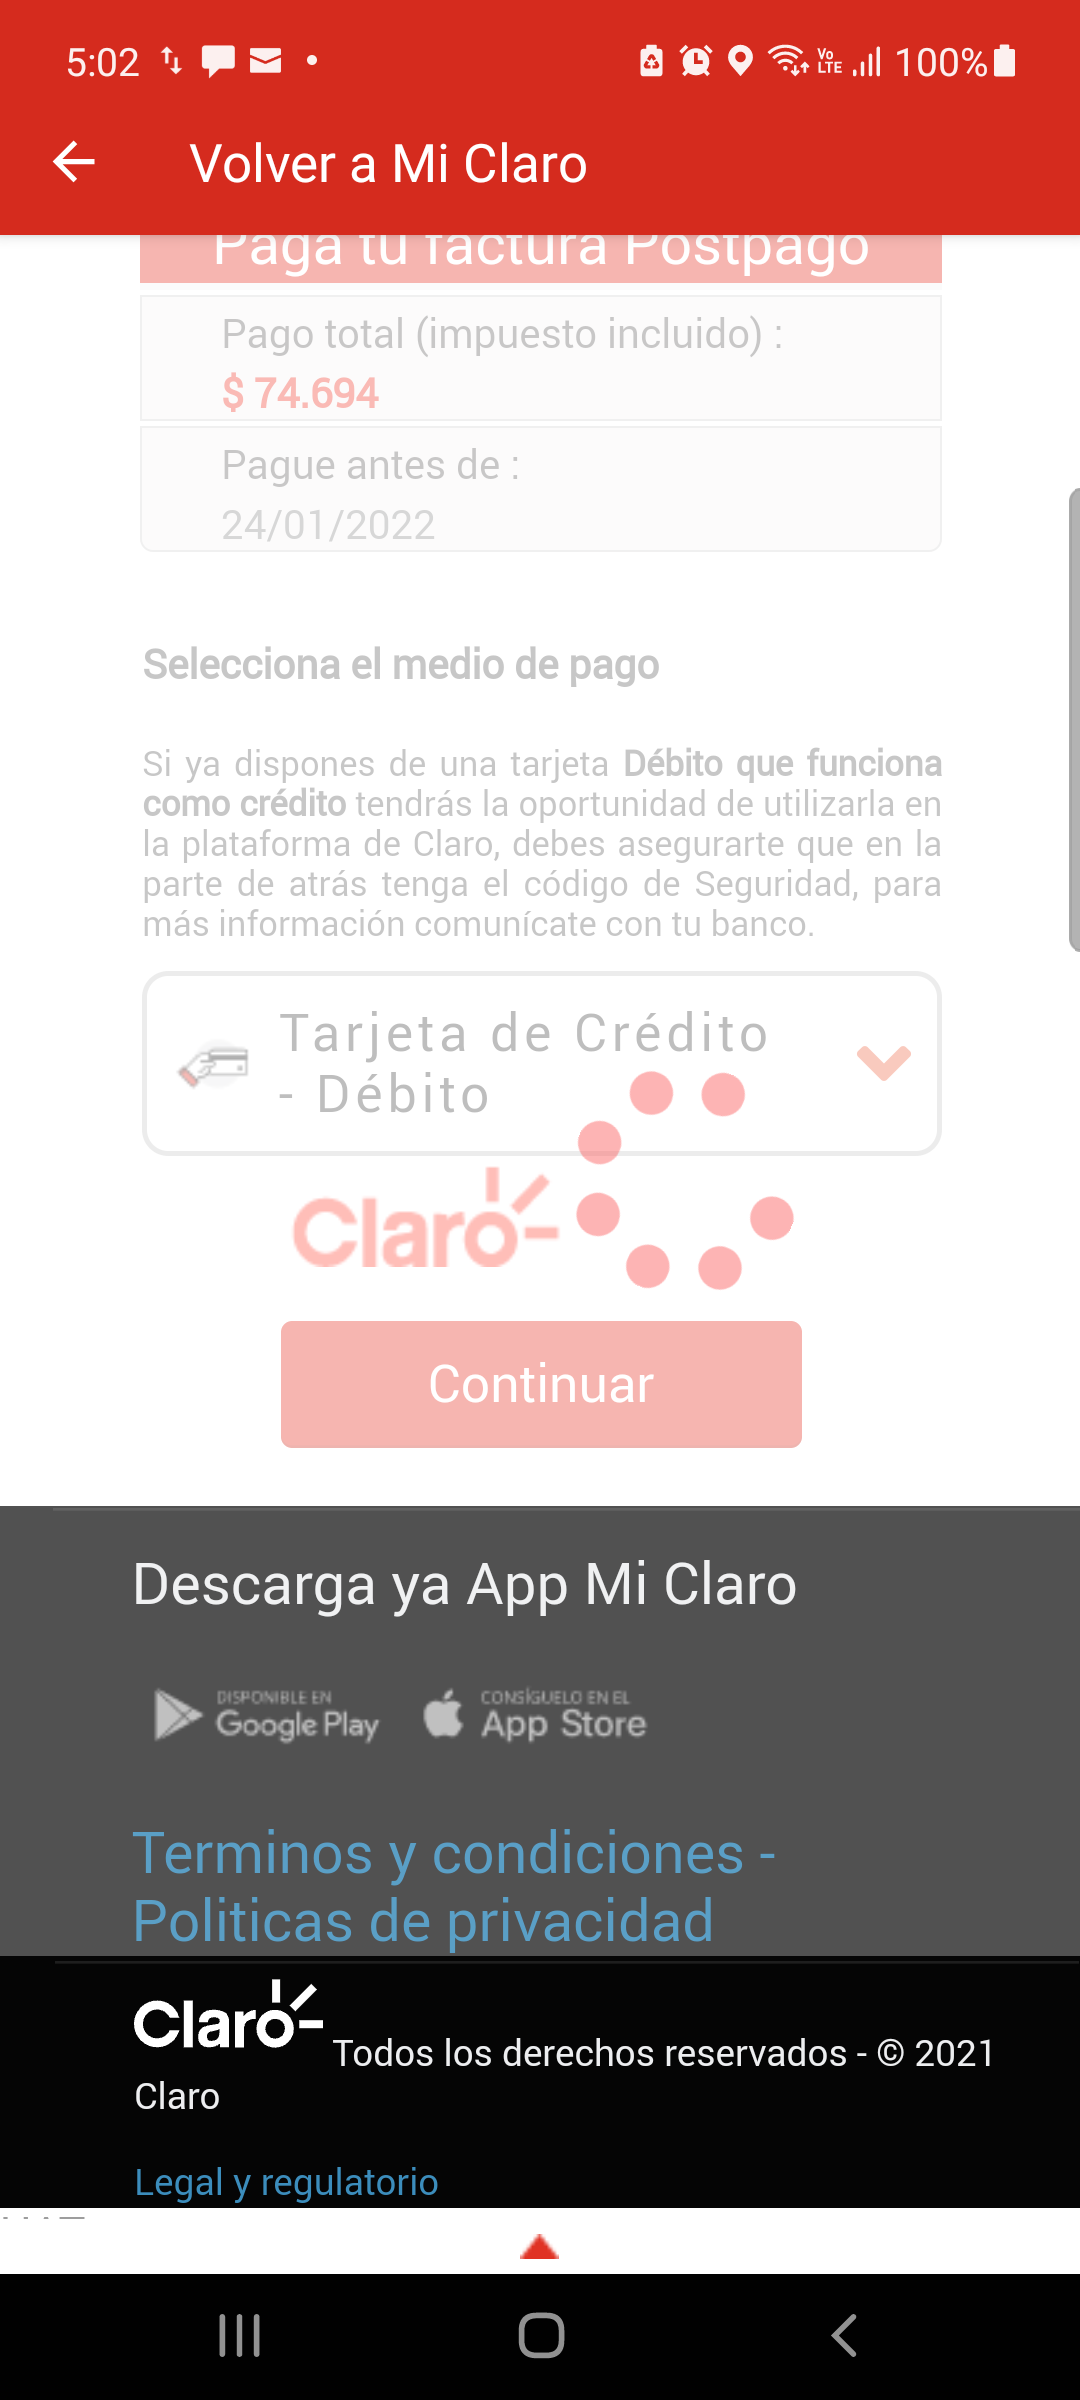 5:02
Vo LTE 100%
Volver a Mi Claro
Paga tu factura Postpago
Pago total (impuesto incluido) :
$ 74.694
Pague antes de :
24/01/2022
Selecciona el medio de pago
Si ya dispones de una tarjeta Débito que funciona
como crédito tendrás la oportunidad de utilizarla en
la plataforma de Claro, debes asegurarte que en la
parte de atrás tenga el código de Seguridad, para
más información comunícate con tu banco.
Tarjeta de Crédito
- Débito
Claro
Continuar
Descarga ya App Mi Claro
DISPONIBLE EN
Google Play
CONSÍGUELO EN EL
App Store
Terminos y condiciones -
Politicas de privacidad
Claro Todos los derechos reservados - © 2021
Claro
Legal y regulatorio